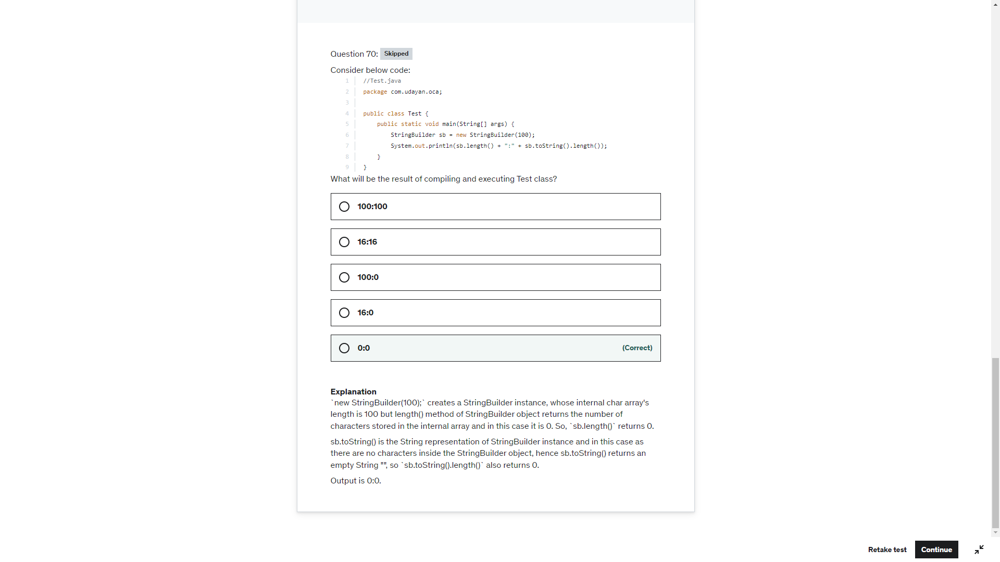 Question 70: Skipped
Consider below code:
1 //Test.java
2 package com.udayan.oca;
3
4 public class Test {
5     public static void main(String[] args) {
6         StringBuilder sb = new StringBuilder(100);
7         System.out.println(sb.length() + ":" + sb.toString().length());
8     }
9 }
What will be the result of compiling and executing Test class?
100:100
16:16
100:0
16:0
0:0 (Correct)
Explanation
`new StringBuilder(100);` creates a StringBuilder instance, whose internal char array's
length is 100 but length() method of StringBuilder object returns the number of
characters stored in the internal array and in this case it is 0. So, `sb.length()` returns 0.
sb.toString() is the String representation of StringBuilder instance and in this case as
there are no characters inside the StringBuilder object, hence sb.toString() returns an
empty String "", so `sb.toString().length()` also returns 0.
Output is 0:0.
Retake test Continue